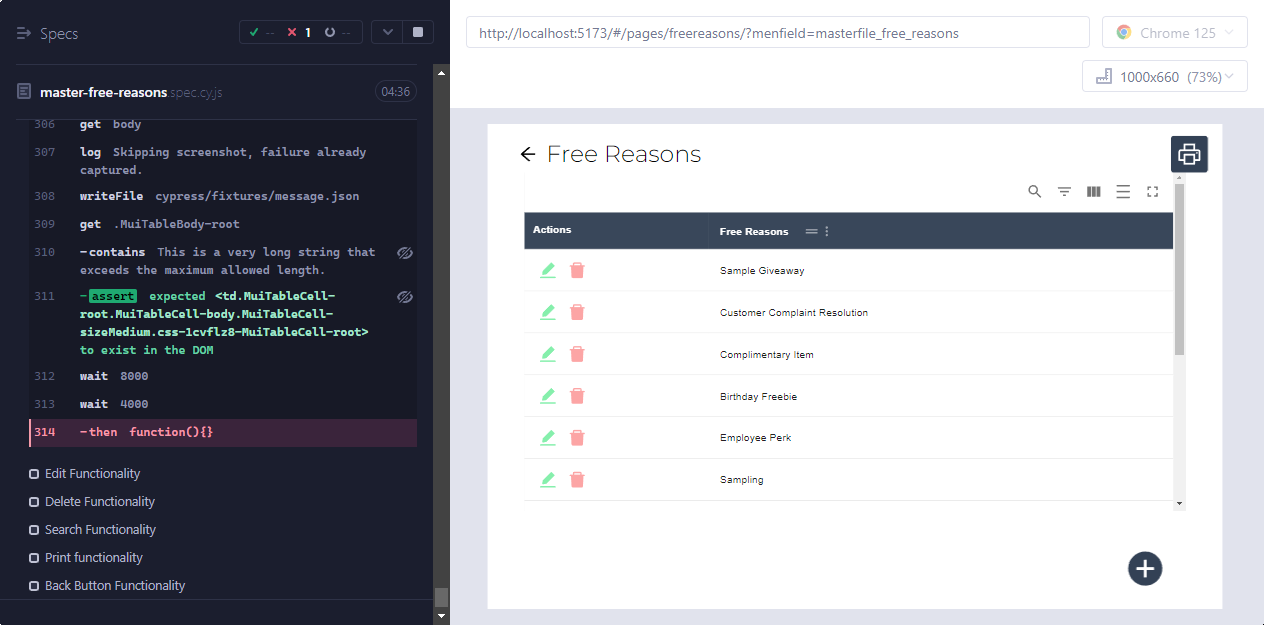 Specs
-- 1 --
master-free-reasons.spec.cy.js 04:36
306 get body
307 log Skipping screenshot, failure already
captured.
308 writeFile cypress/fixtures/message.json
309 get .MuiTableBody-root
310 -contains This is a very long string that
exceeds the maximum allowed length.
311 -assert expected <td.MuiTableCell-
root.MuiTableCell-body.MuiTableCell-
sizeMedium.css-1cvflz8-MuiTableCell-root>
to exist in the DOM
312 wait 8000
313 wait 4000
314 -then function(){}
Edit Functionality
Delete Functionality
Search Functionality
Print functionality
Back Button Functionality
http://localhost:5173/#/pages/freereasons/?menfield=masterfile_free_reasons
Chrome 125
1000x660 (73%)
Free Reasons
Actions Free Reasons
Sample Giveaway
Customer Complaint Resolution
Complimentary Item
Birthday Freebie
Employee Perk
Sampling